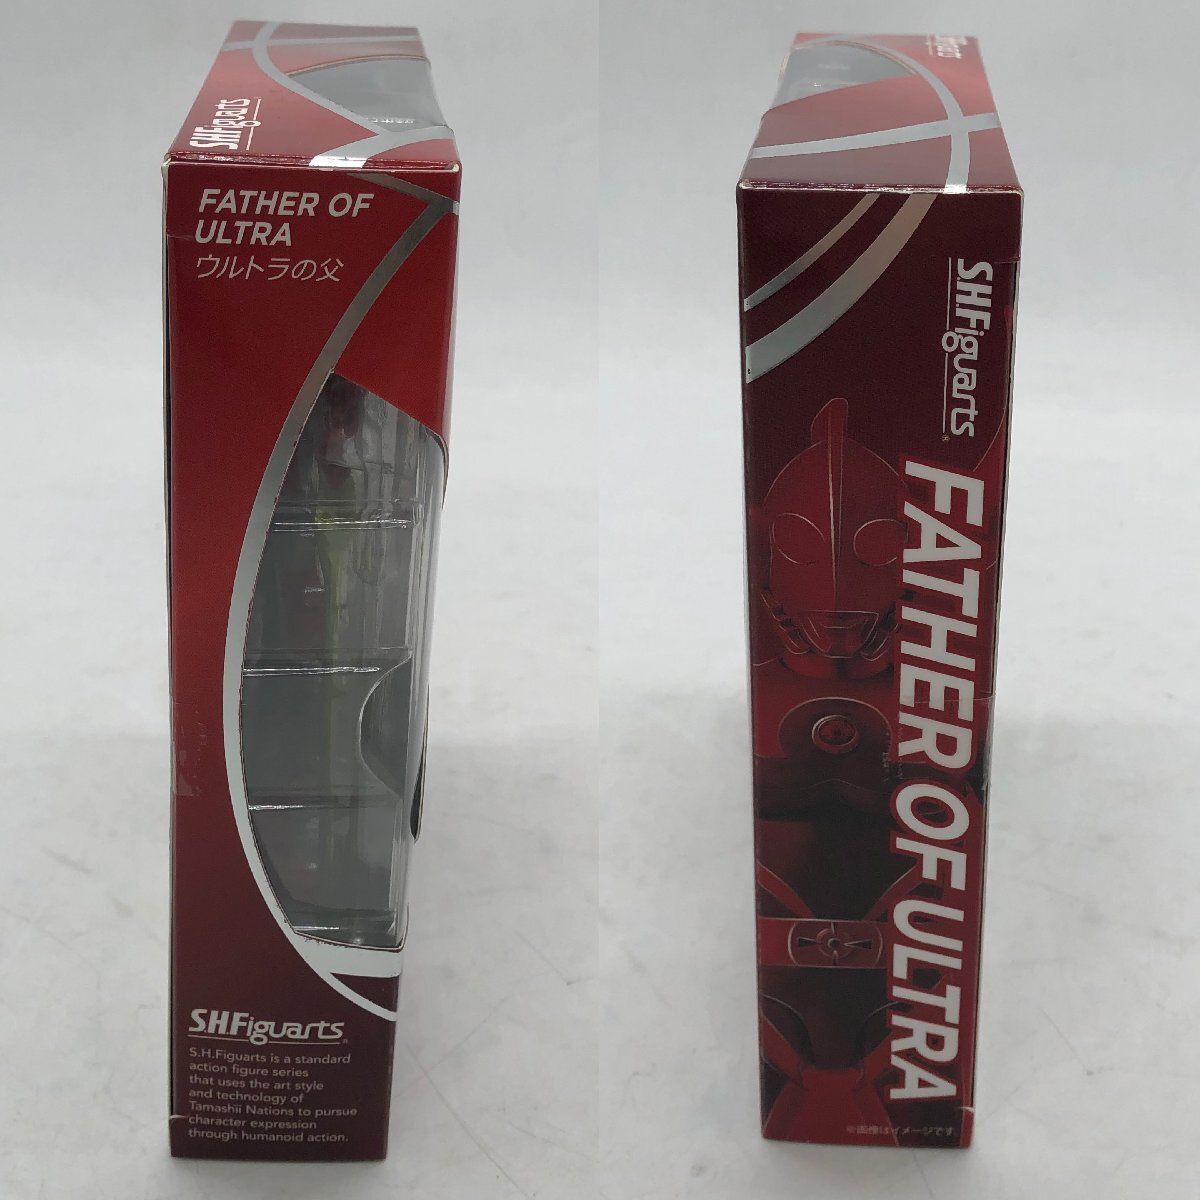 S.H.Figuarts
FATHER OF
ULTRA
ウルトラの父
S.H.Figuarts
S.H.Figuarts is a standard
action figure series
that uses the art style
and technology of
Tamashii Nations to pursue
character expression
through humanoid action.
S.H.Figuarts
FATHER OF ULTRA
※画像はイメージです